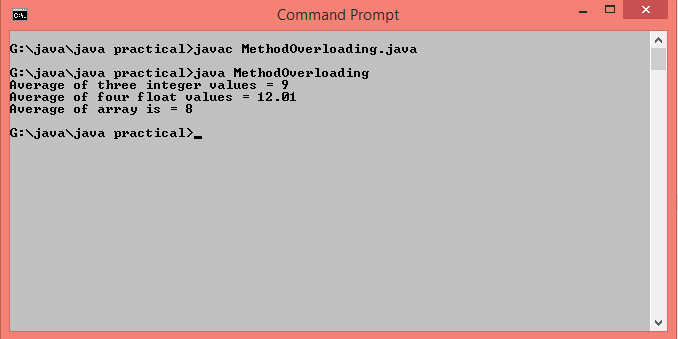 Command Prompt
G:\java\java practical>javac MethodOverloading.java
G:\java\java practical>java MethodOverloading
Average of three integer values = 9
Average of four float values = 12.01
Average of array is = 8
G:\java\java practical>_